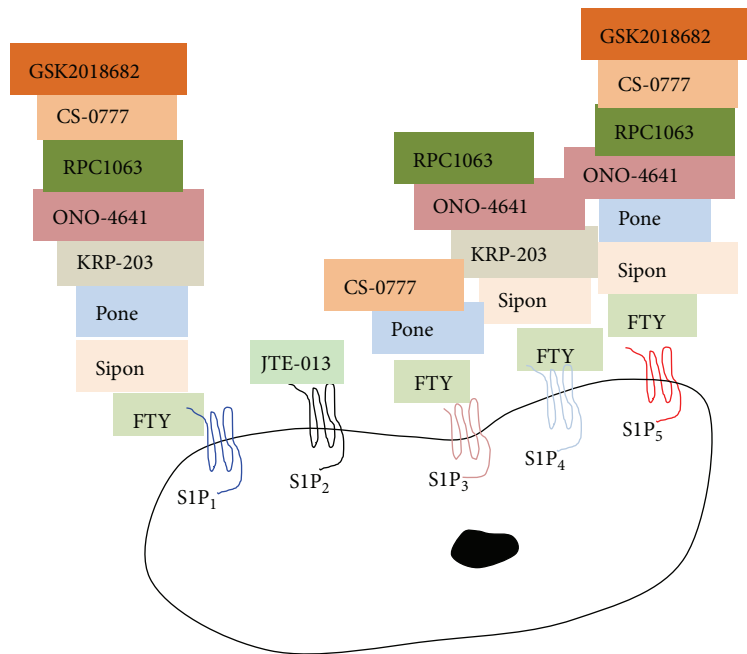 GSK2018682
CS-0777
RPC1063
ONO-4641
KRP-203
Pone
Sipon
FTY
S1P1
JTE-013
S1P2
CS-0777
Pone
FTY
S1P3
RPC1063
ONO-4641
KRP-203
Sipon
FTY
S1P4
GSK2018682
CS-0777
RPC1063
ONO-4641
Pone
Sipon
FTY
S1P5